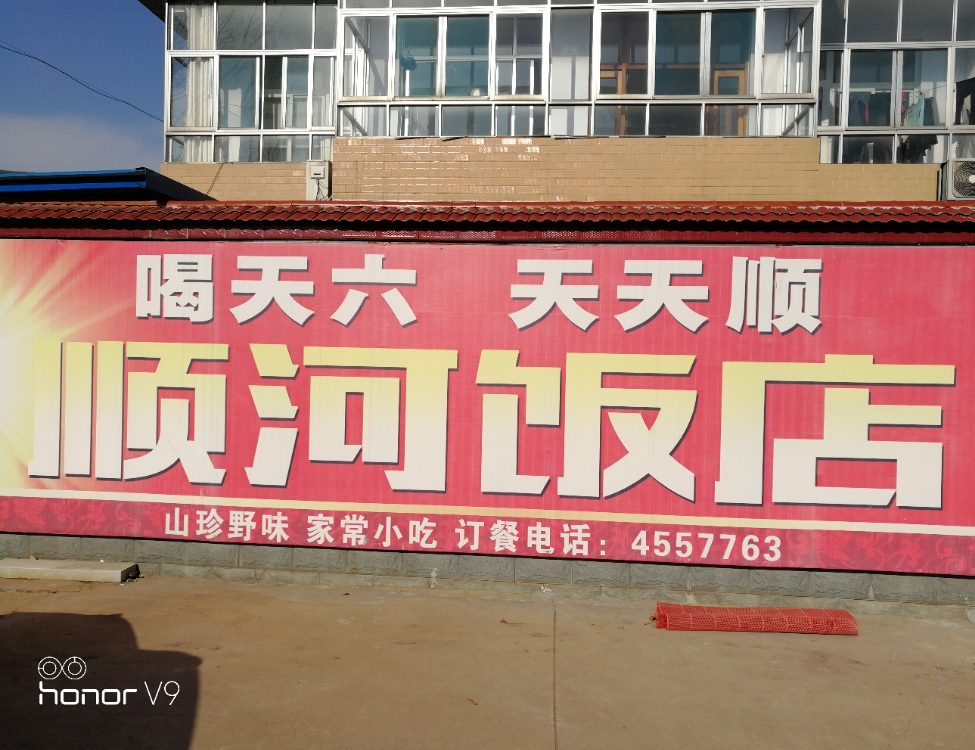 喝天六 天天顺
顺河饭店
山珍野味 家常小吃 订餐电话：4557763
honor V9